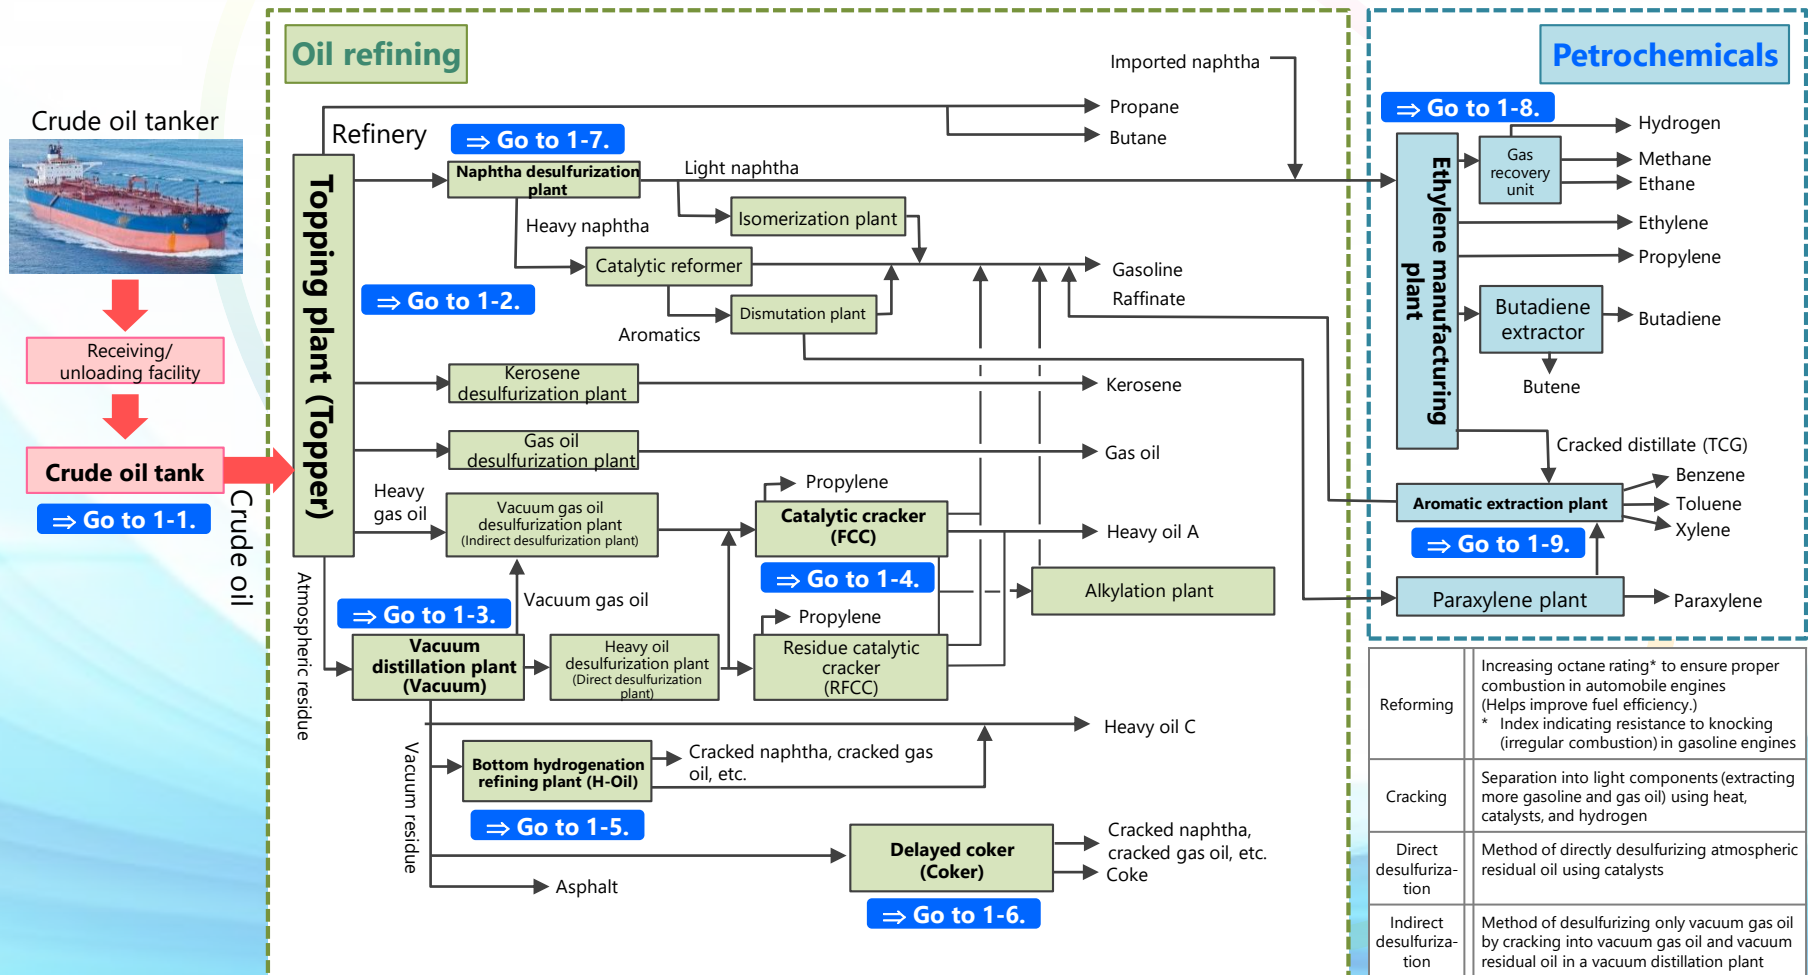 Oil refining
Petrochemicals
Imported naphtha
Propane
Butane
Crude oil tanker
Refinery
⇒ Go to 1-7.
⇒ Go to 1-8.
Naphtha desulfurization
plant
Light naphtha
Isomerization plant
Heavy naphtha
Catalytic reformer
Gasoline
Raffinate
⇒ Go to 1-2.
Dismutation plant
Aromatics
Topping plant (Topper)
Receiving/
unloading facility
Crude oil tank
⇒ Go to 1-1.
Crude oil
Kerosene
desulfurization plant
Kerosene
Gas oil
desulfurization plant
Gas oil
Heavy
gas oil
Vacuum gas oil
desulfurization plant
(Indirect desulfurization plant)
Propylene
Catalytic cracker
(FCC)
Heavy oil A
⇒ Go to 1-4.
Alkylation plant
Atmospheric residue
⇒ Go to 1-3.
Vacuum gas oil
Vacuum
distillation plant
(Vacuum)
Heavy oil
desulfurization plant
(Direct desulfurization
plant)
Propylene
Residue catalytic
cracker
(RFCC)
Heavy oil C
Vacuum residue
Bottom hydrogenation
refining plant (H-Oil)
Cracked naphtha, cracked gas
oil, etc.
⇒ Go to 1-5.
Delayed coker
(Coker)
Cracked naphtha,
cracked gas oil, etc.
Coke
Asphalt
⇒ Go to 1-6.
Ethylene manufacturing
plant
Gas
recovery
unit
Hydrogen
Methane
Ethane
Ethylene
Propylene
Butadiene
extractor
Butadiene
Butene
Cracked distillate (TCG)
Aromatic extraction plant
Benzene
Toluene
Xylene
⇒ Go to 1-9.
Paraxylene plant
Paraxylene
Reforming
Increasing octane rating* to ensure proper
combustion in automobile engines
(Helps improve fuel efficiency.)
* Index indicating resistance to knocking
(irregular combustion) in gasoline engines
Cracking
Separation into light components (extracting
more gasoline and gas oil) using heat,
catalysts, and hydrogen
Direct
desulfuriza-
tion
Method of directly desulfurizing atmospheric
residual oil using catalysts
Indirect
desulfuriza-
tion
Method of desulfurizing only vacuum gas oil
by cracking into vacuum gas oil and vacuum
residual oil in a vacuum distillation plant